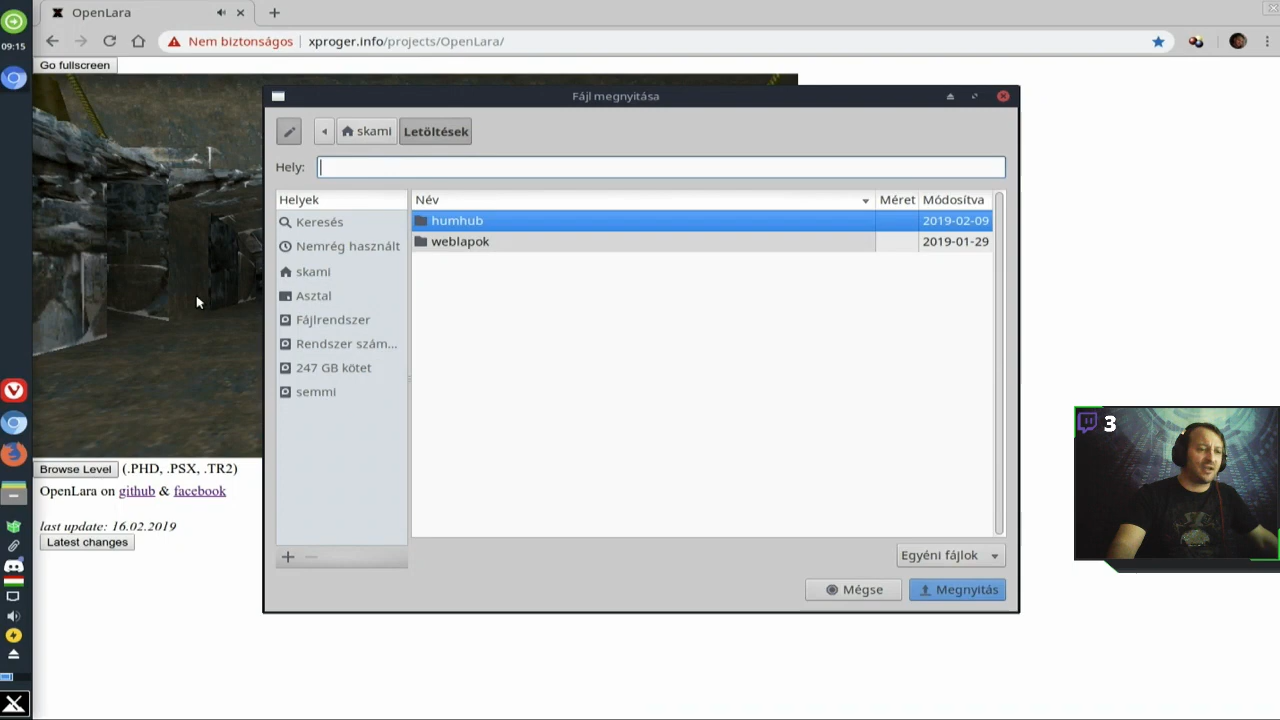 OpenLara
09:15
Nem biztonságos xproger.info/projects/OpenLara/
Go fullscreen
Fájl megnyitása
skami Letöltések
Hely:
Helyek
Keresés
Nemrég használt
skami
Asztal
Fájlrendszer
Rendszer szám...
247 GB kötet
semmi
Név Méret Módosítva
humhub 2019-02-09
weblapok 2019-01-29
Egyéni fájlok
Mégse Megnyitás
3
Browse Level (.PHD, .PSX, .TR2)
OpenLara on github & facebook
last update: 16.02.2019
Latest changes